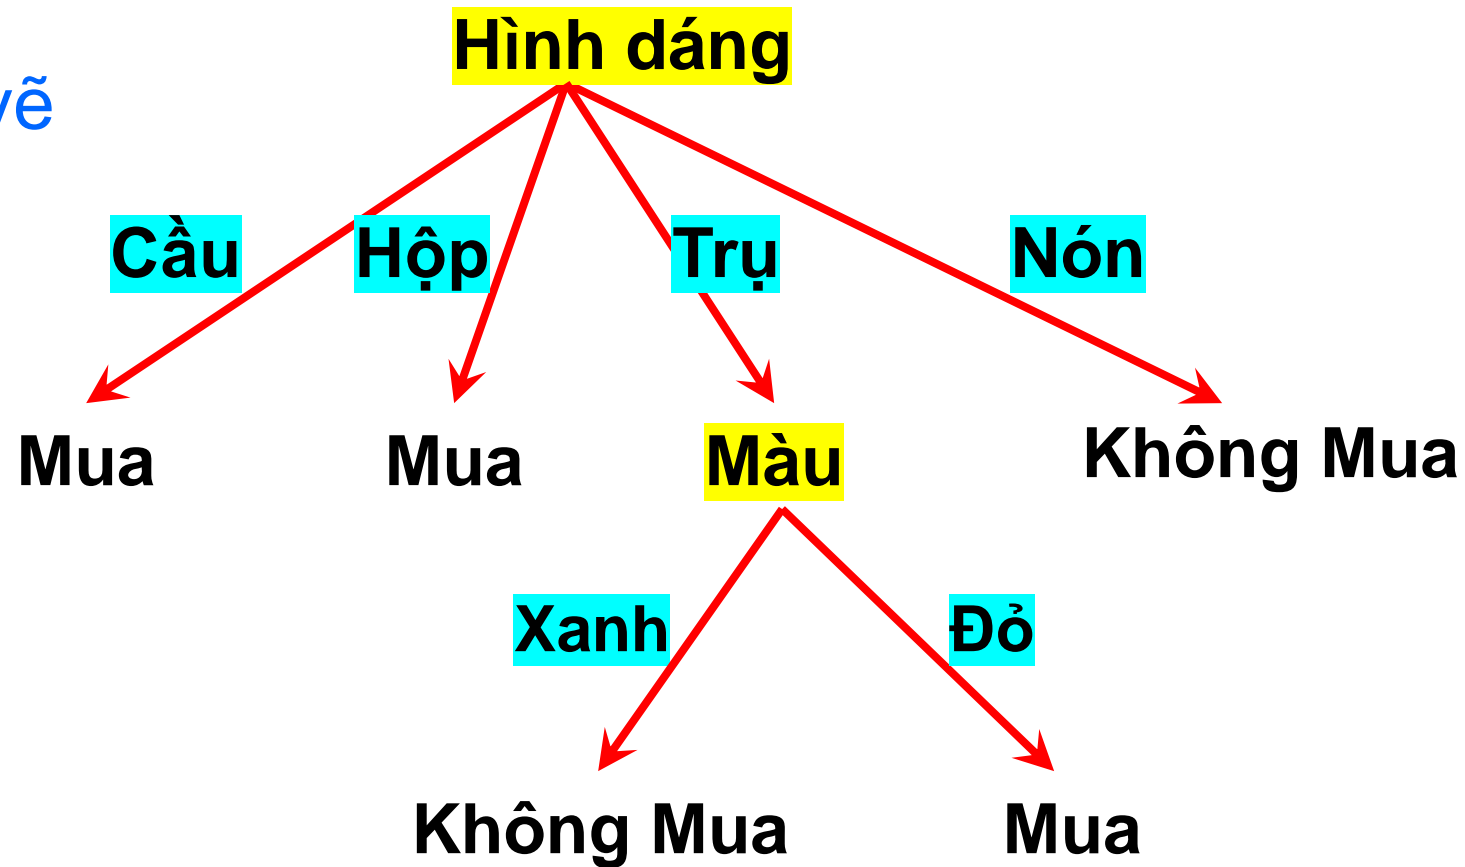 Hình dáng
vẽ
Cầu Hộp Trụ Nón
Mua Mua Màu Không Mua
Xanh Đỏ
Không Mua Mua